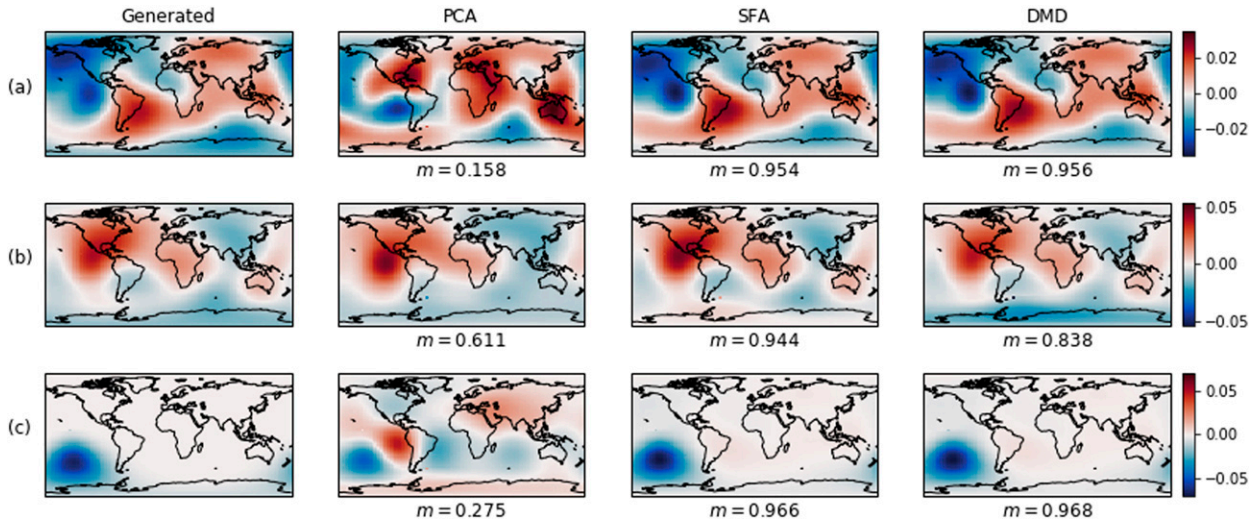 Generated PCA SFA DMD
(a)
0.02
0.00
−0.02
m = 0.158 m = 0.954 m = 0.956
(b)
0.05
0.00
−0.05
m = 0.611 m = 0.944 m = 0.838
(c)
0.05
0.00
−0.05
m = 0.275 m = 0.966 m = 0.968